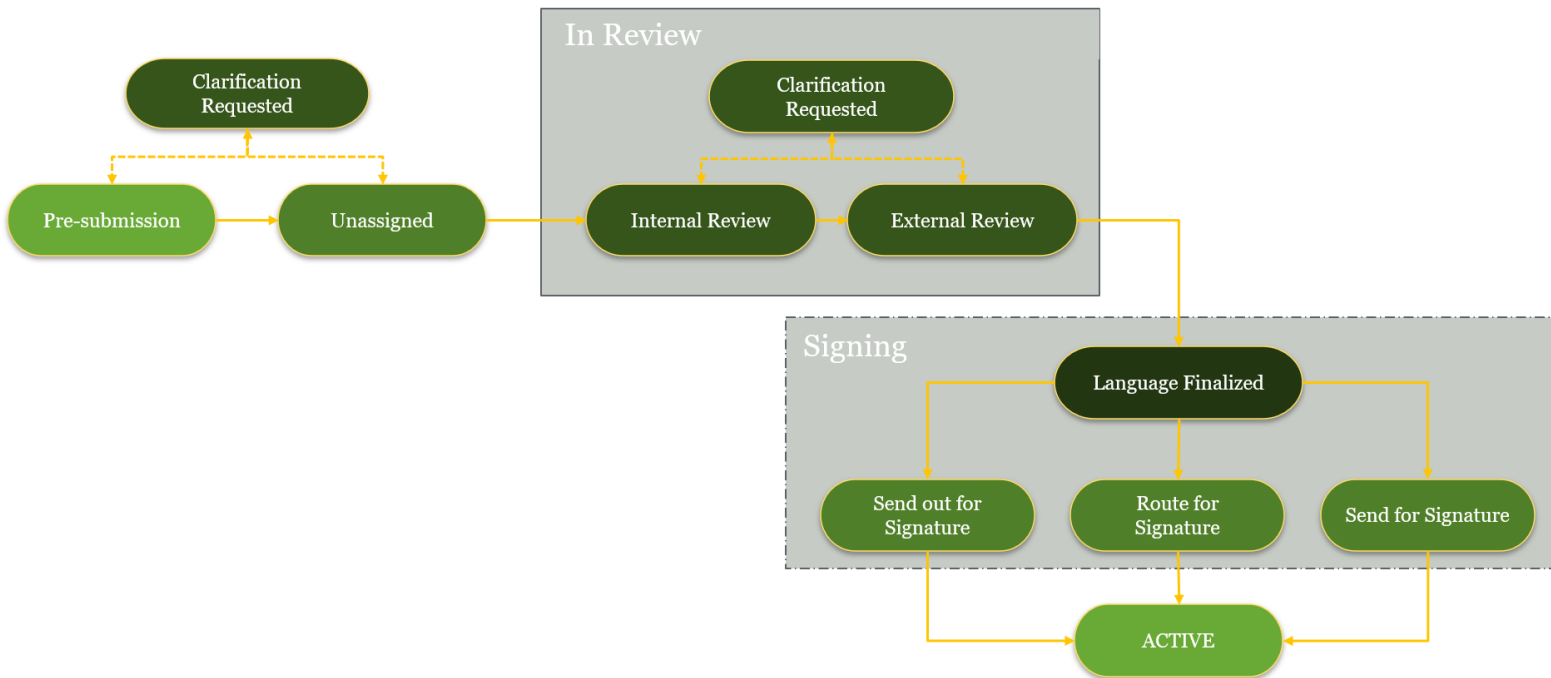 In Review
Clarification
Requested
Clarification
Requested
Pre-submission
Unassigned
Internal Review
External Review
Signing
Language Finalized
Send out for
Signature
Route for
Signature
Send for Signature
ACTIVE